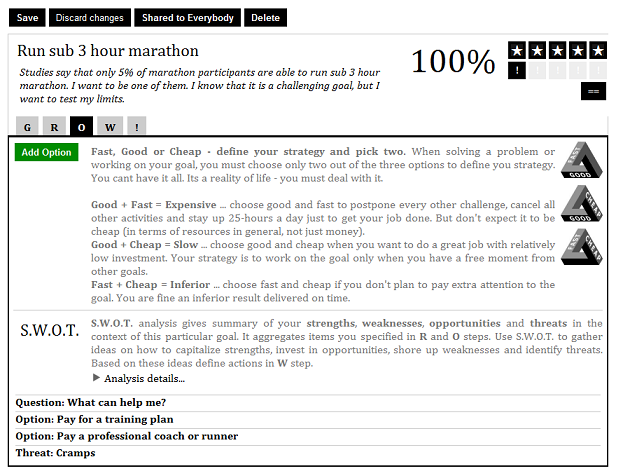 Save Discard changes Shared to Everybody Delete
Run sub 3 hour marathon
100%
Studies say that only 5% of marathon participants are able to run sub 3 hour
marathon. I want to be one of them. I know that it is a challenging goal, but I
want to test my limits.
!
==
G R O W !
Add Option
Fast, Good or Cheap - define your strategy and pick two. When solving a problem or
working on your goal, you must choose only two out of the three options to define you strategy.
You cant have it all. Its a reality of life - you must deal with it.
FAST GOOD
Good + Fast = Expensive ... choose good and fast to postpone every other challenge, cancel all
other activities and stay up 25-hours a day just to get your job done. But don't expect it to be
cheap (in terms of resources in general, not just money).
CHEAP GOOD
Good + Cheap = Slow ... choose good and cheap when you want to do a great job with relatively
low investment. Your strategy is to work on the goal only when you have a free moment from
other goals.
FAST CHEAP
Fast + Cheap = Inferior ... choose fast and cheap if you don't plan to pay extra attention to the
goal. You are fine an inferior result delivered on time.
S.W.O.T.
S.W.O.T. analysis gives summary of your strengths, weaknesses, opportunities and threats in the
context of this particular goal. It aggregates items you specified in R and O steps. Use S.W.O.T. to gather
ideas on how to capitalize strengths, invest in opportunities, shore up weaknesses and identify threats.
Based on these ideas define actions in W step.
Analysis details...
Question: What can help me?
Option: Pay for a training plan
Option: Pay a professional coach or runner
Threat: Cramps